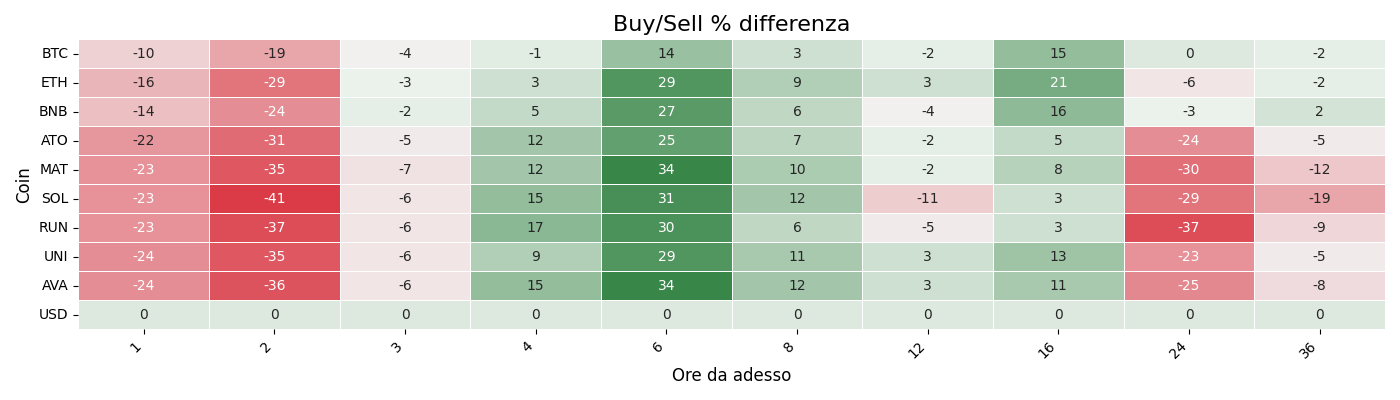 Buy/Sell % differenza
Coin
BTC -10 -19 -4 -1 14 3 -2 15 0 -2
ETH -16 -29 -3 3 29 9 3 21 -6 -2
BNB -14 -24 -2 5 27 6 -4 16 -3 2
ATO -22 -31 -5 12 25 7 -2 5 -24 -5
MAT -23 -35 -7 12 34 10 -2 8 -30 -12
SOL -23 -41 -6 15 31 12 -11 3 -29 -19
RUN -23 -37 -6 17 30 6 -5 3 -37 -9
UNI -24 -35 -6 9 29 11 3 13 -23 -5
AVA -24 -36 -6 15 34 12 3 11 -25 -8
USD 0 0 0 0 0 0 0 0 0 0
1 2 3 4 6 8 12 16 24 36
Ore da adesso